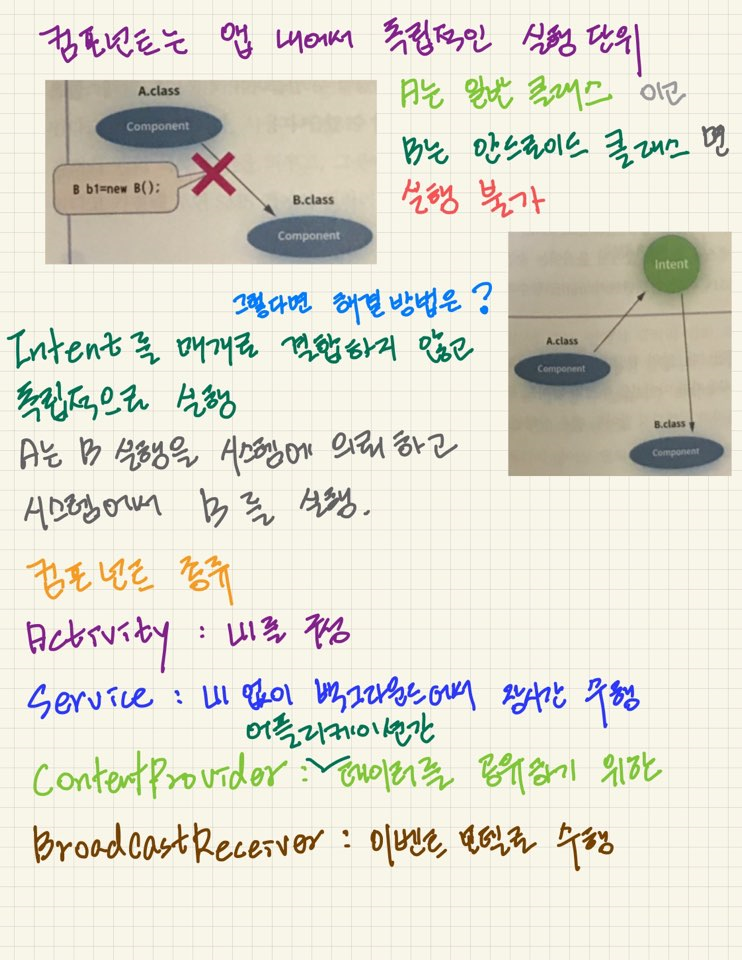 컴포넌트는 앱 내에서 독립적인 실행 단위
A.class
Component
B b1=new B();
B.class
Component
A는 일반 클래스 이고
B는 안드로이드 클래스 면
실행 불가
그렇다면 해결방법은?
Intent
A.class
Component
B.class
Component
Intent를 매개로 결합하지 않고
독립적으로 실행
A는 B 실행을 시스템에 의뢰하고
시스템에서 B를 실행.
컴포넌트 종류
Activity : UI를 구성
Service : UI 없이 백그라운드에서 장시간 수행
어플리케이션간
ContentProvider : 데이터를 공유하기 위한
BroadcastReceiver : 이벤트 모델로 수행